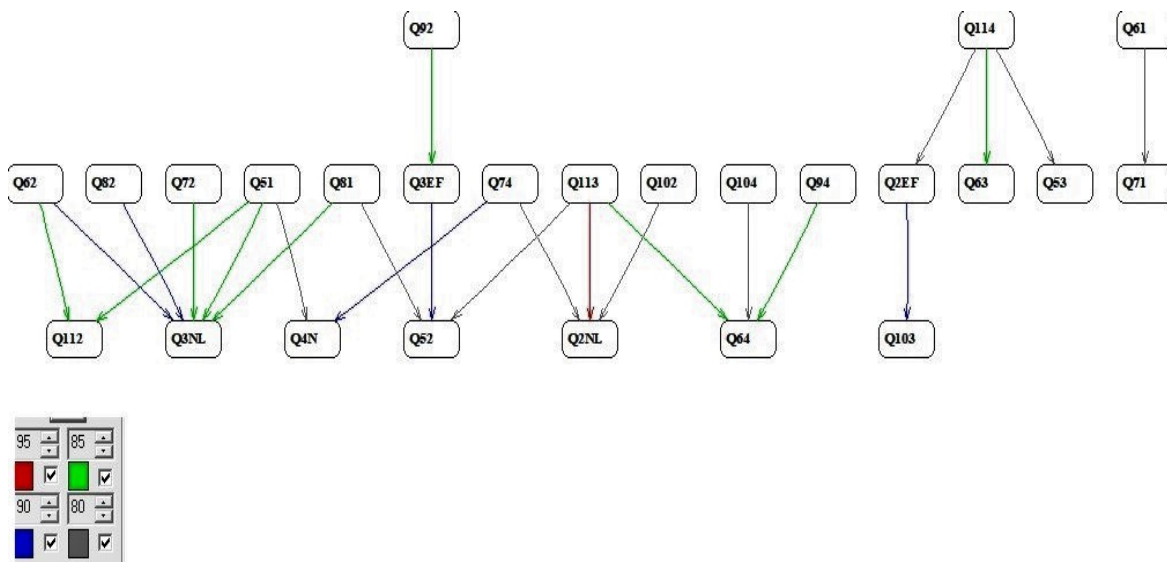 Q92 Q114 Q61
Q62 Q82 Q72 Q51 Q81 Q3EF Q74 Q113 Q102 Q104 Q94 Q2EF Q63 Q53 Q71
Q112 Q3NL Q4N Q52 Q2NL Q64 Q103
95 85
90 80